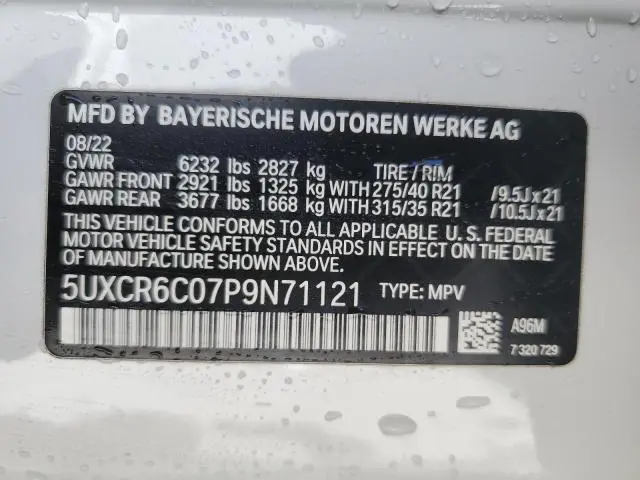 MFD BY BAYERISCHE MOTOREN WERKE AG
08/22
GVWR 6232 lbs 2827 kg TIRE / RIM
GAWR FRONT 2921 lbs 1325 kg WITH 275/40 R21 /9.5J x 21
GAWR REAR 3677 lbs 1668 kg WITH 315/35 R21 /10.5J x 21
THIS VEHICLE CONFORMS TO ALL APPLICABLE U. S. FEDERAL
MOTOR VEHICLE SAFETY STANDARDS IN EFFECT ON THE DATE
OF MANUFACTURE SHOWN ABOVE.
5UXCR6C07P9N71121 TYPE: MPV
A96M
7 320 729